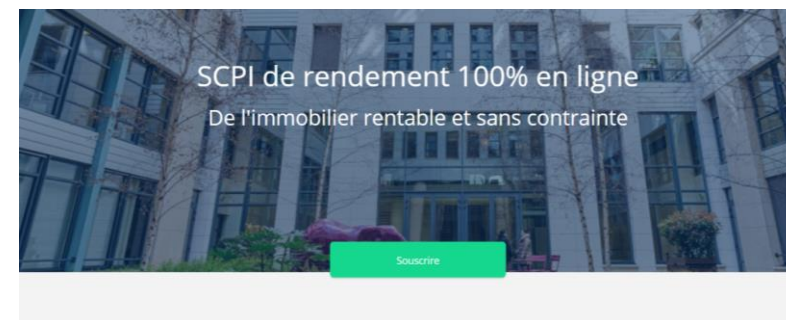 SCPI de rendement 100% en ligne
De l'immobilier rentable et sans contrainte
Souscrire